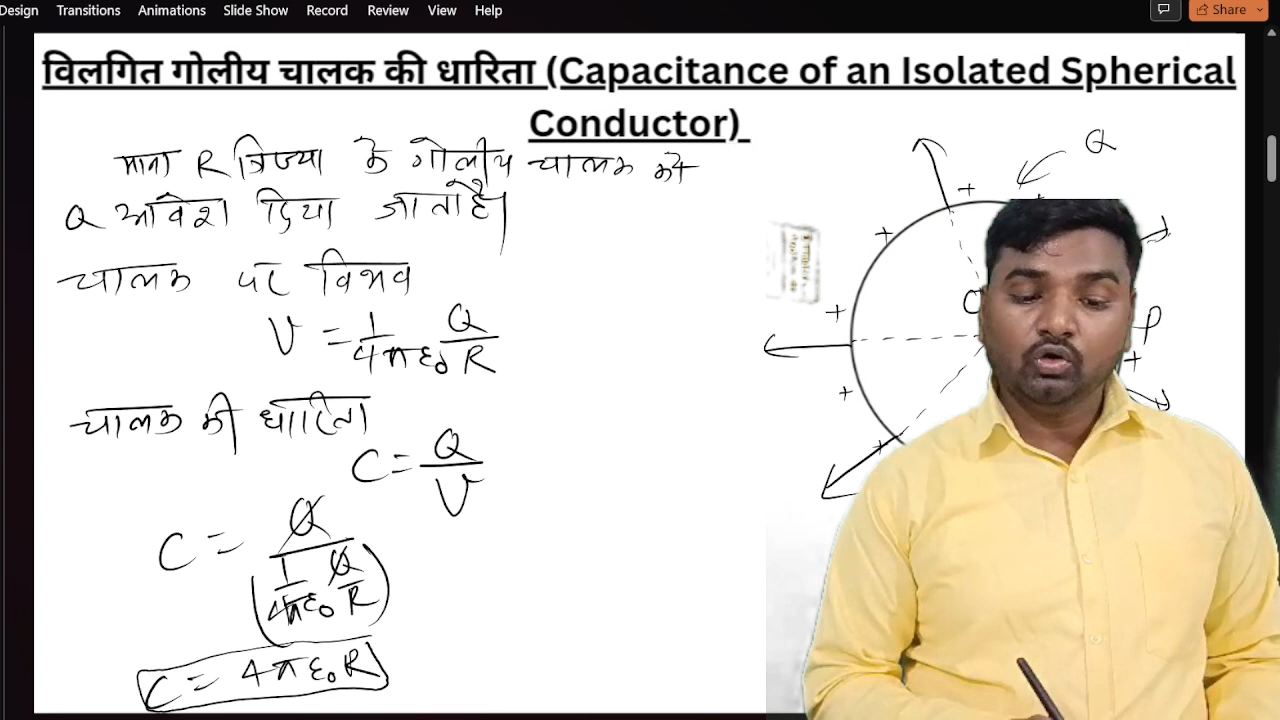 Design Transitions Animations Slide Show Record Review View Help Share
विलगित गोलीय चालक की धारिता (Capacitance of an Isolated Spherical
Conductor)
माना R त्रिज्या के गोलीय चालक को
Q आवेश दिया जाता है।
चालक पर विभव
V = 1/4πε₀ Q/R
चालक की धारिता
C = Q/V
C = Q/(1/4πε₀ Q/R)
C = 4πε₀R
Q
+
+
+
+
+
C
P
+